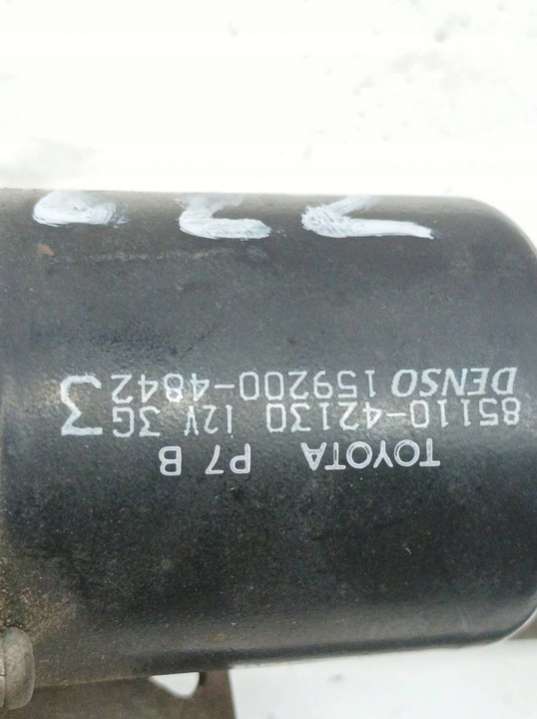 TOYOTA P7 B
85110-42130 12V 3G
DENSO 159200-4842
3